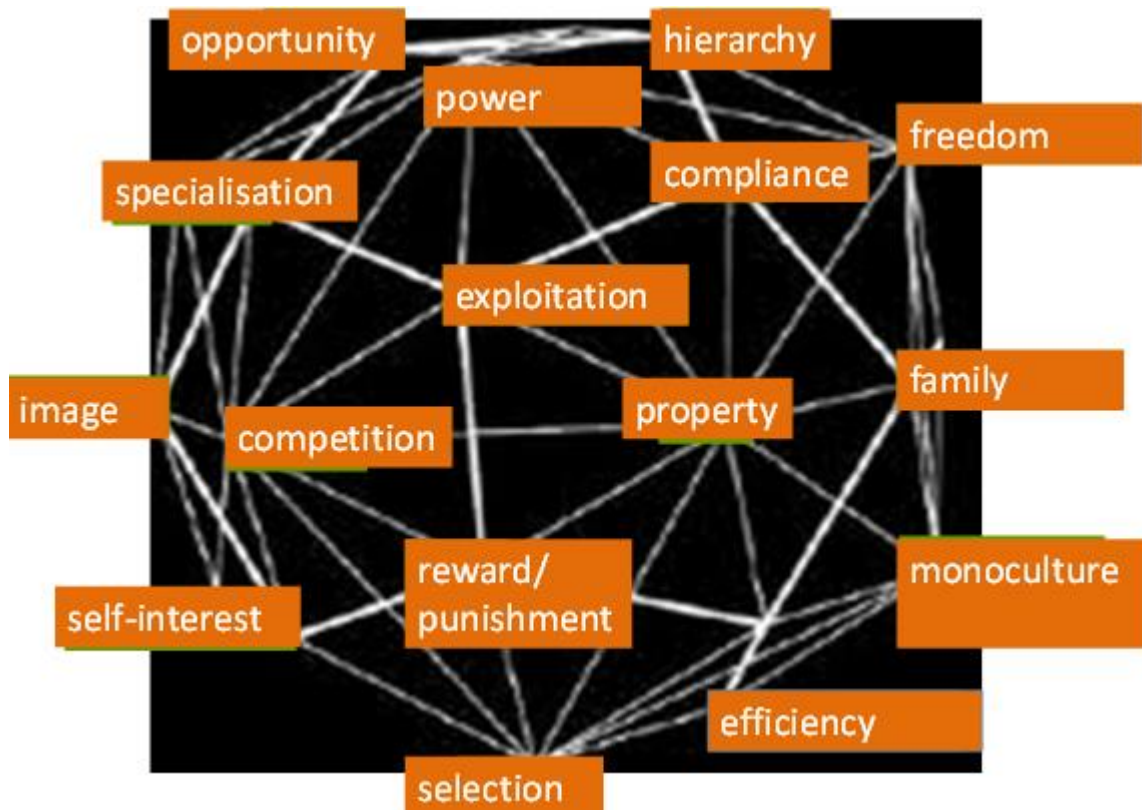 opportunity
hierarchy
power
freedom
compliance
specialisation
exploitation
family
property
image
competition
reward/
punishment
monoculture
self-interest
efficiency
selection